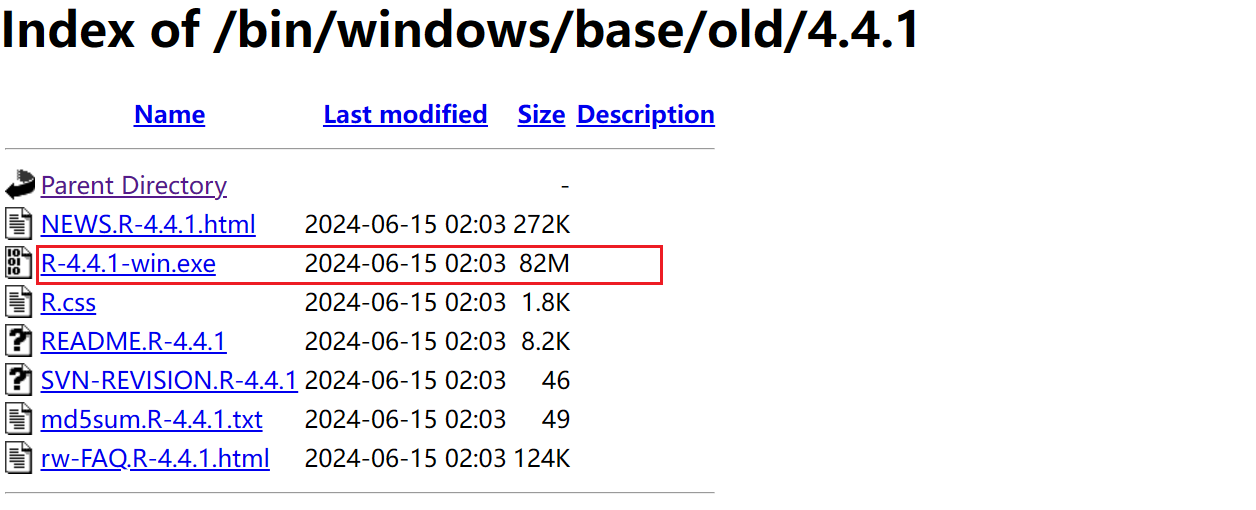 Index of /bin/windows/base/old/4.4.1
Name Last modified Size Description
Parent Directory -
NEWS.R-4.4.1.html 2024-06-15 02:03 272K
R-4.4.1-win.exe 2024-06-15 02:03 82M
R.css 2024-06-15 02:03 1.8K
README.R-4.4.1 2024-06-15 02:03 8.2K
SVN-REVISION.R-4.4.1 2024-06-15 02:03 46
md5sum.R-4.4.1.txt 2024-06-15 02:03 49
rw-FAQ.R-4.4.1.html 2024-06-15 02:03 124K